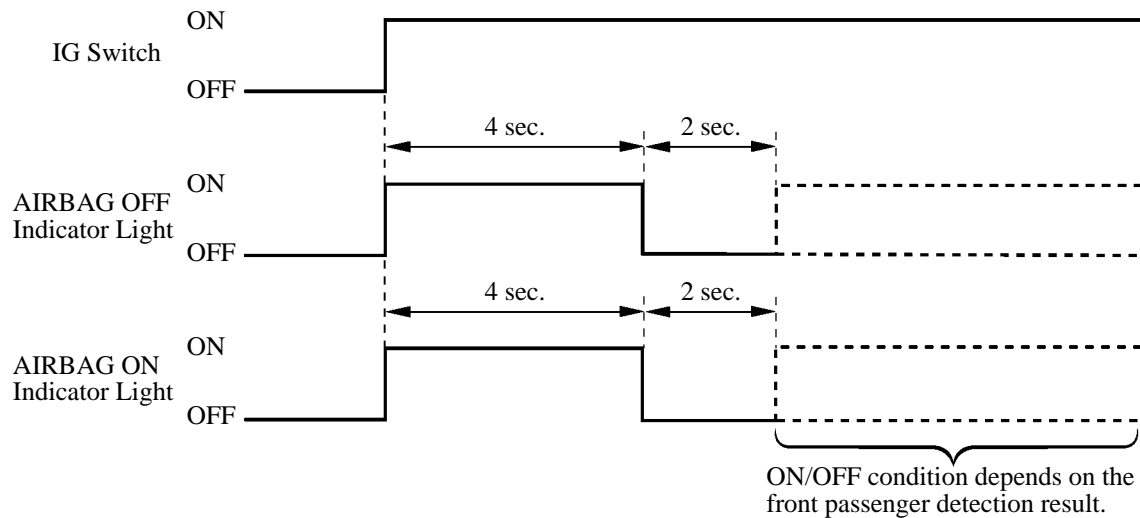 ON
IG Switch
OFF
4 sec.
2 sec.
ON
AIRBAG OFF
Indicator Light
OFF
4 sec.
2 sec.
ON
AIRBAG ON
Indicator Light
OFF
ON/OFF condition depends on the
front passenger detection result.